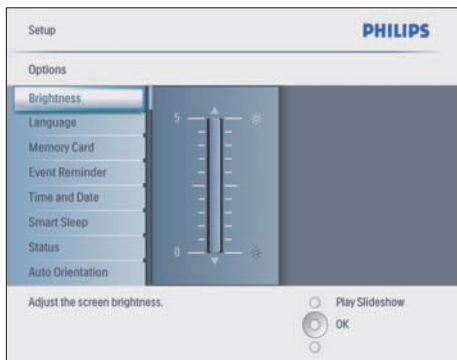 Setup
PHILIPS
Options
Brightness
Language
Memory Card
Event Reminder
Time and Date
Smart Sleep
Status
Auto Orientation
5
0
Adjust the screen brightness.
Play Slideshow
OK